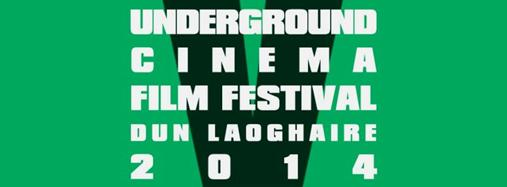 UNDERGROUND
CINEMA
FILM FESTIVAL
DUN LAOGHAIRE
2014